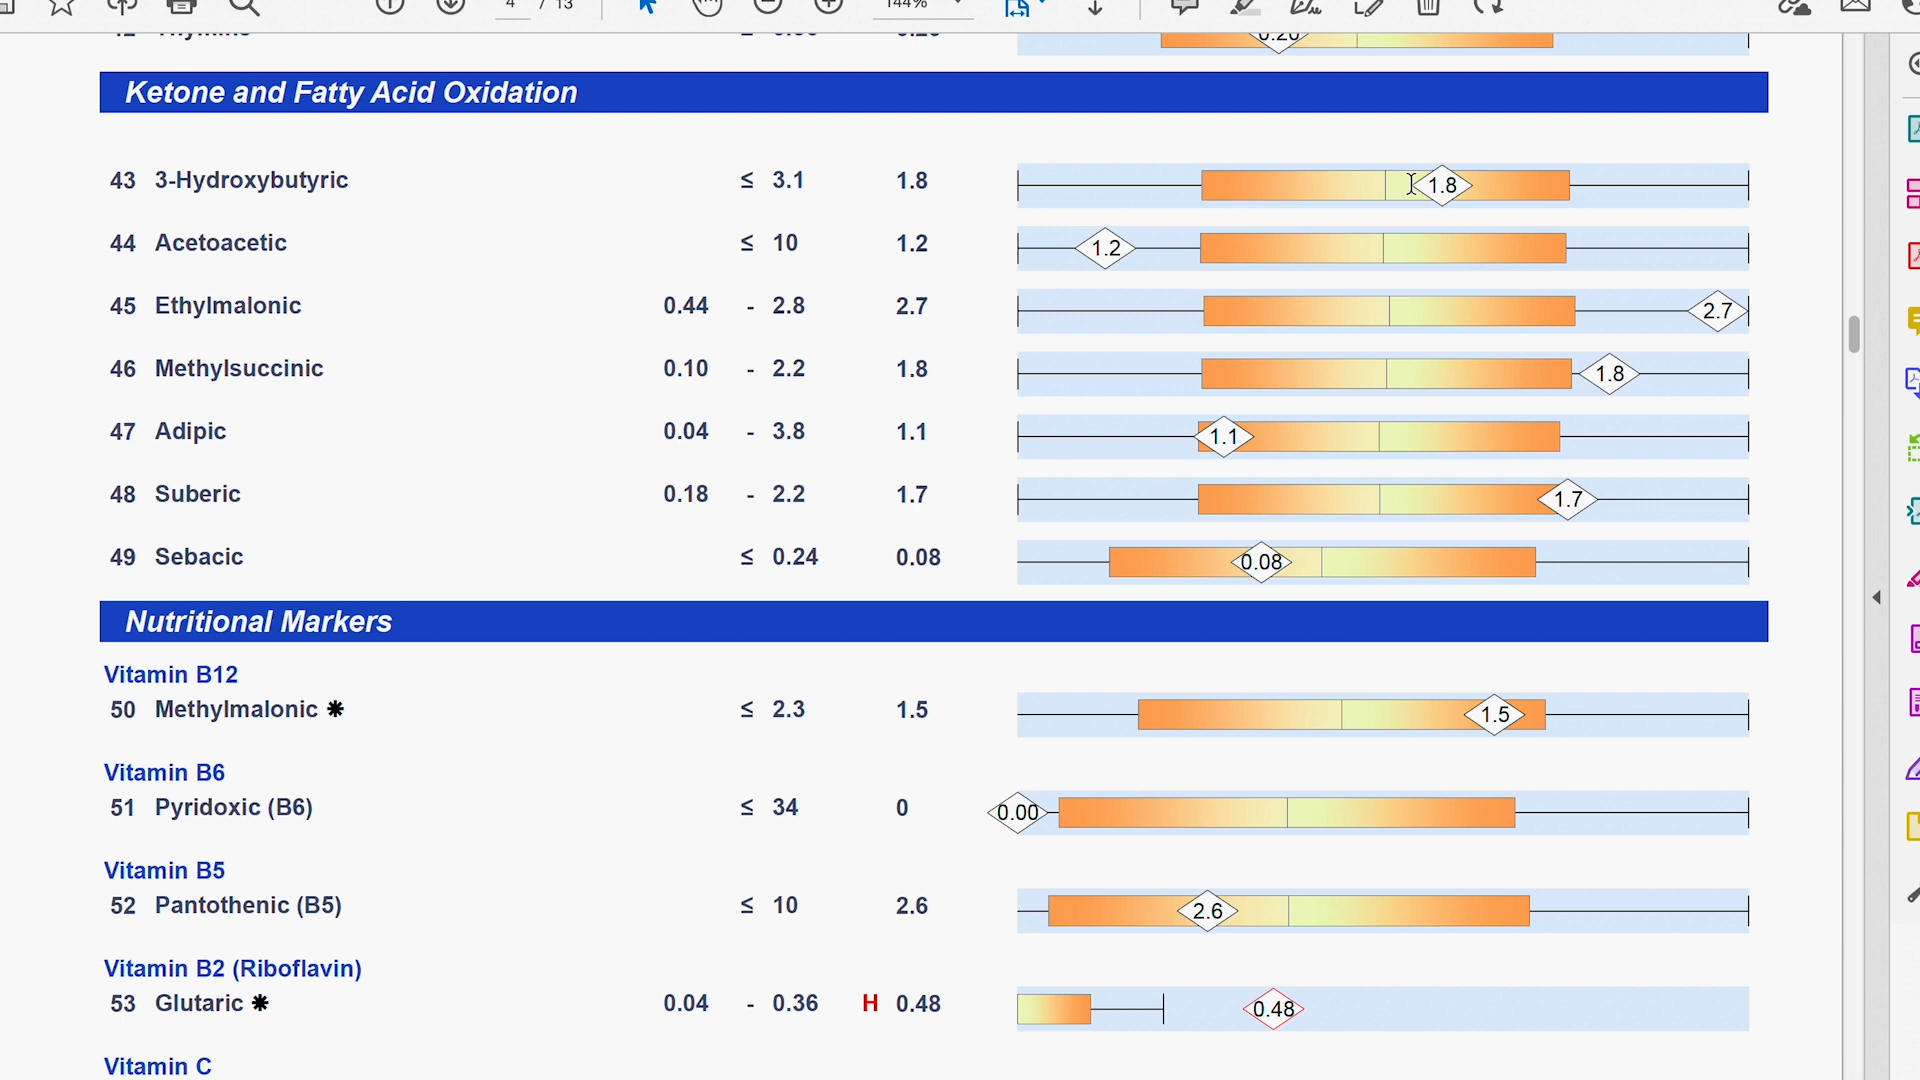 4 / 13 144%
0.20
Ketone and Fatty Acid Oxidation
43 3-Hydroxybutyric ≤ 3.1 1.8 1.8
44 Acetoacetic ≤ 10 1.2 1.2
45 Ethylmalonic 0.44 - 2.8 2.7 2.7
46 Methylsuccinic 0.10 - 2.2 1.8 1.8
47 Adipic 0.04 - 3.8 1.1 1.1
48 Suberic 0.18 - 2.2 1.7 1.7
49 Sebacic ≤ 0.24 0.08 0.08
Nutritional Markers
Vitamin B12
50 Methylmalonic ✱ ≤ 2.3 1.5 1.5
Vitamin B6
51 Pyridoxic (B6) ≤ 34 0 0.00
Vitamin B5
52 Pantothenic (B5) ≤ 10 2.6 2.6
Vitamin B2 (Riboflavin)
53 Glutaric ✱ 0.04 - 0.36 H 0.48 0.48
Vitamin C